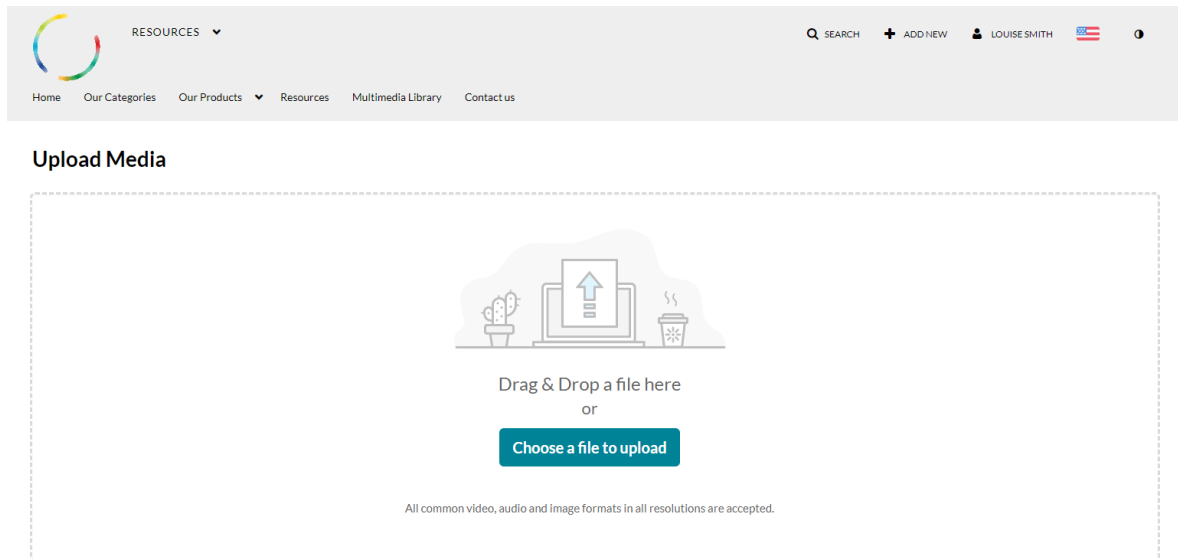 RESOURCES
SEARCH ADD NEW LOUISE SMITH
Home Our Categories Our Products Resources Multimedia Library Contact us
Upload Media
Drag & Drop a file here
or
Choose a file to upload
All common video, audio and image formats in all resolutions are accepted.